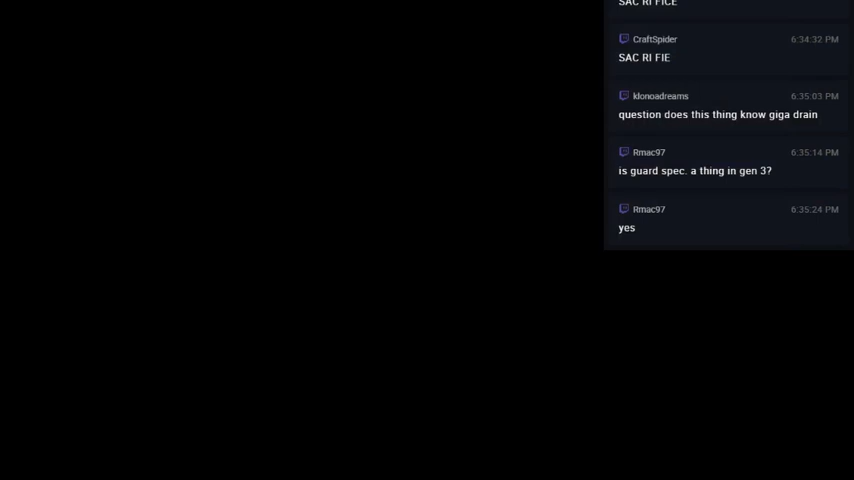 SAC RI FICE
CraftSpider 6:34:32 PM
SAC RI FIE
klonoadreams 6:35:03 PM
question does this thing know giga drain
Rmac97 6:35:14 PM
is guard spec. a thing in gen 3?
Rmac97 6:35:24 PM
yes